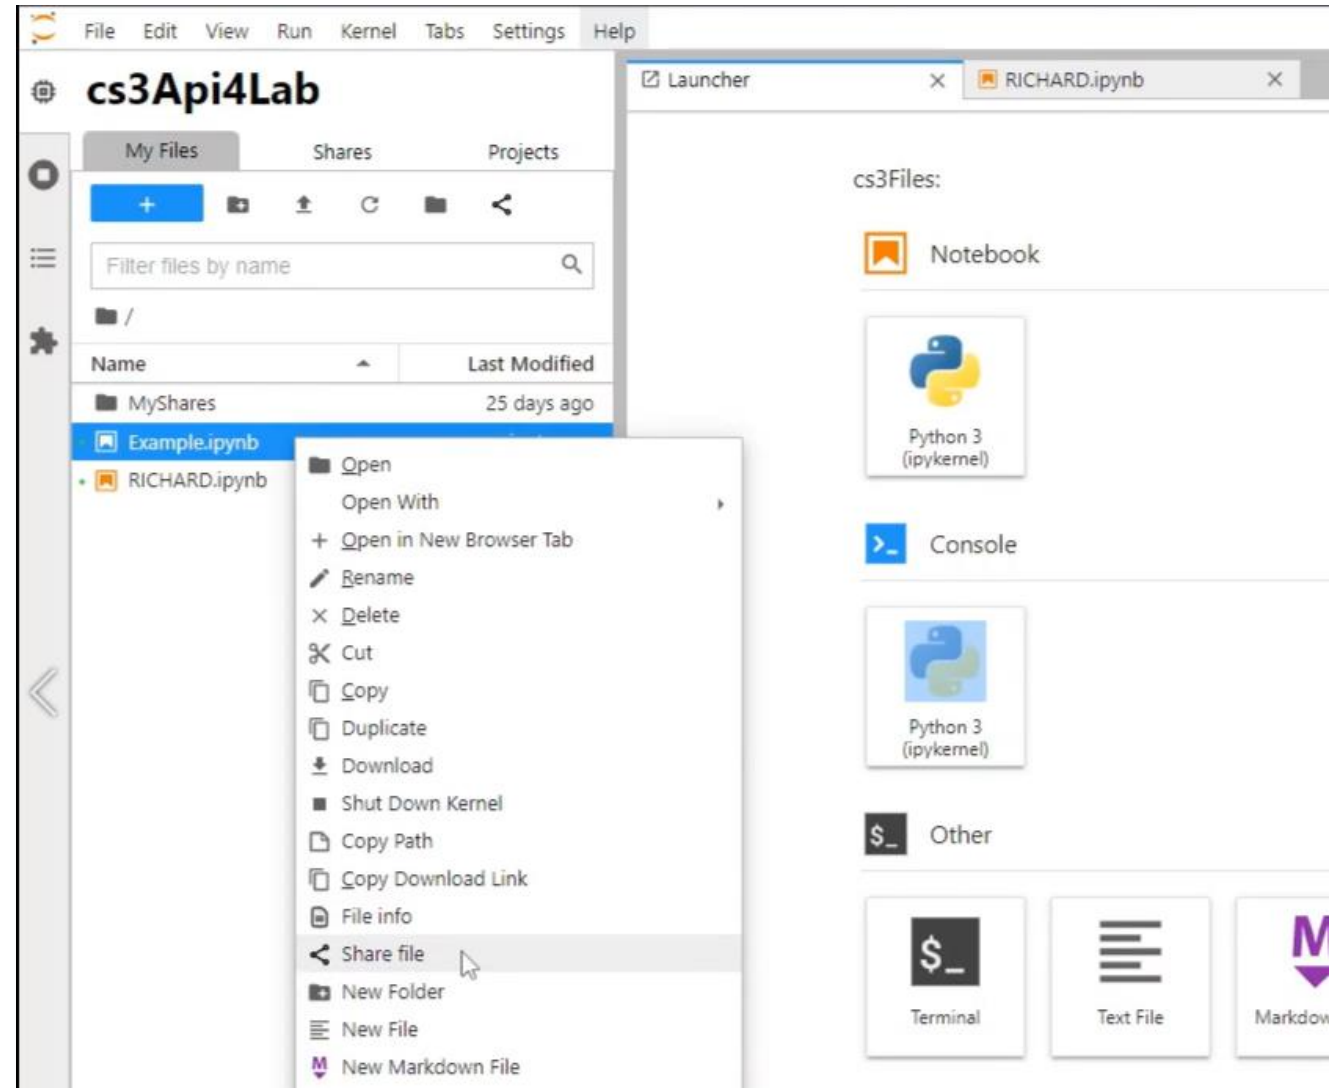 File Edit View Run Kernel Tabs Settings Help
cs3Api4Lab
My Files Shares Projects
Filter files by name
/
Name Last Modified
MyShares 25 days ago
Example.ipynb
RICHARD.ipynb
Open
Open With
Open in New Browser Tab
Rename
Delete
Cut
Copy
Duplicate
Download
Shut Down Kernel
Copy Path
Copy Download Link
File info
Share file
New Folder
New File
New Markdown File
Launcher RICHARD.ipynb
cs3Files:
Notebook
Python 3
(ipykernel)
Console
Python 3
(ipykernel)
$_ Other
$_
Terminal
Text File
M
Markdow